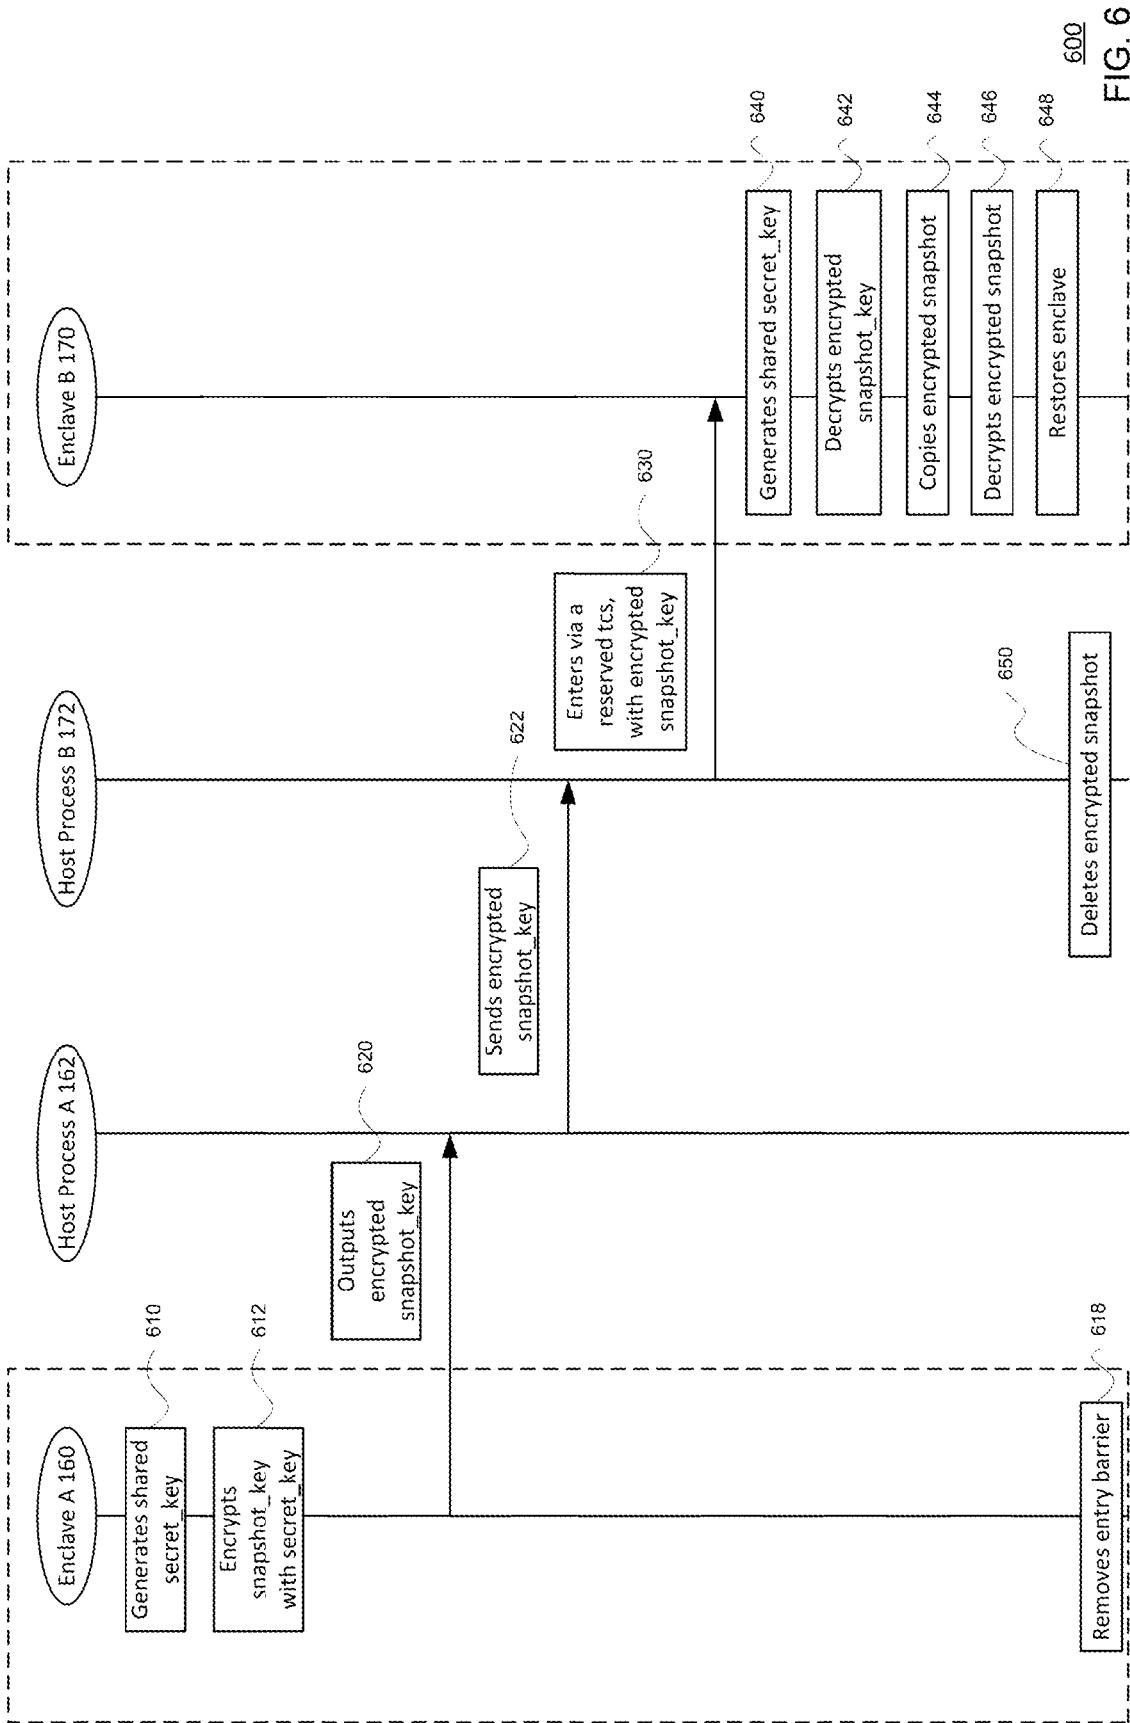 Enclave A 160
Host Process A 162
Host Process B 172
Enclave B 170
Generates shared
secret_key
610
Encrypts
snapshot_key
with secret_key
612
Outputs
encrypted
snapshot_key
620
Sends encrypted
snapshot_key
622
Enters via a
reserved tcs,
with encrypted
snapshot_key
630
Generates shared secret_key
640
Decrypts encrypted
snapshot_key
642
Copies encrypted snapshot
644
Decrypts encrypted snapshot
646
Restores enclave
648
Deletes encrypted snapshot
650
Removes entry barrier
618
600
FIG. 6